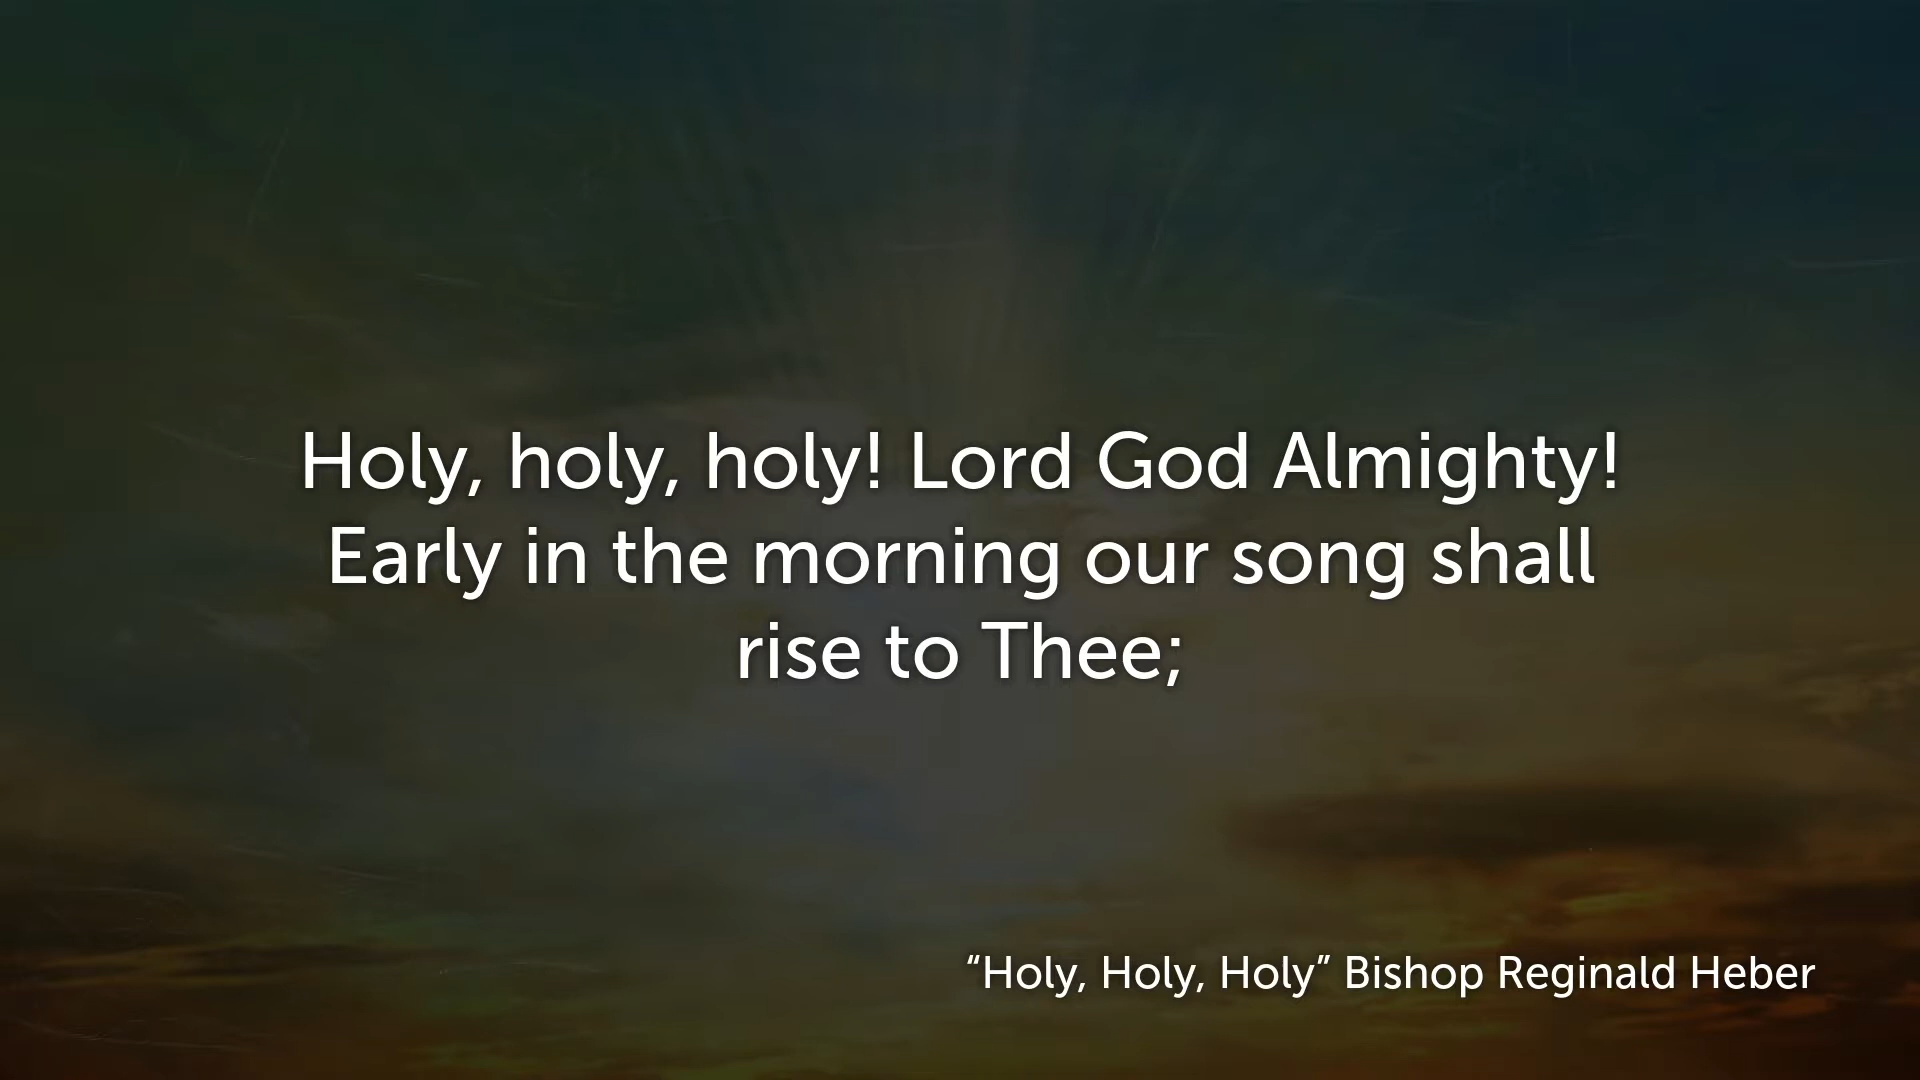 Holy, holy, holy! Lord God Almighty!
Early in the morning our song shall
rise to Thee;
“Holy, Holy, Holy” Bishop Reginald Heber